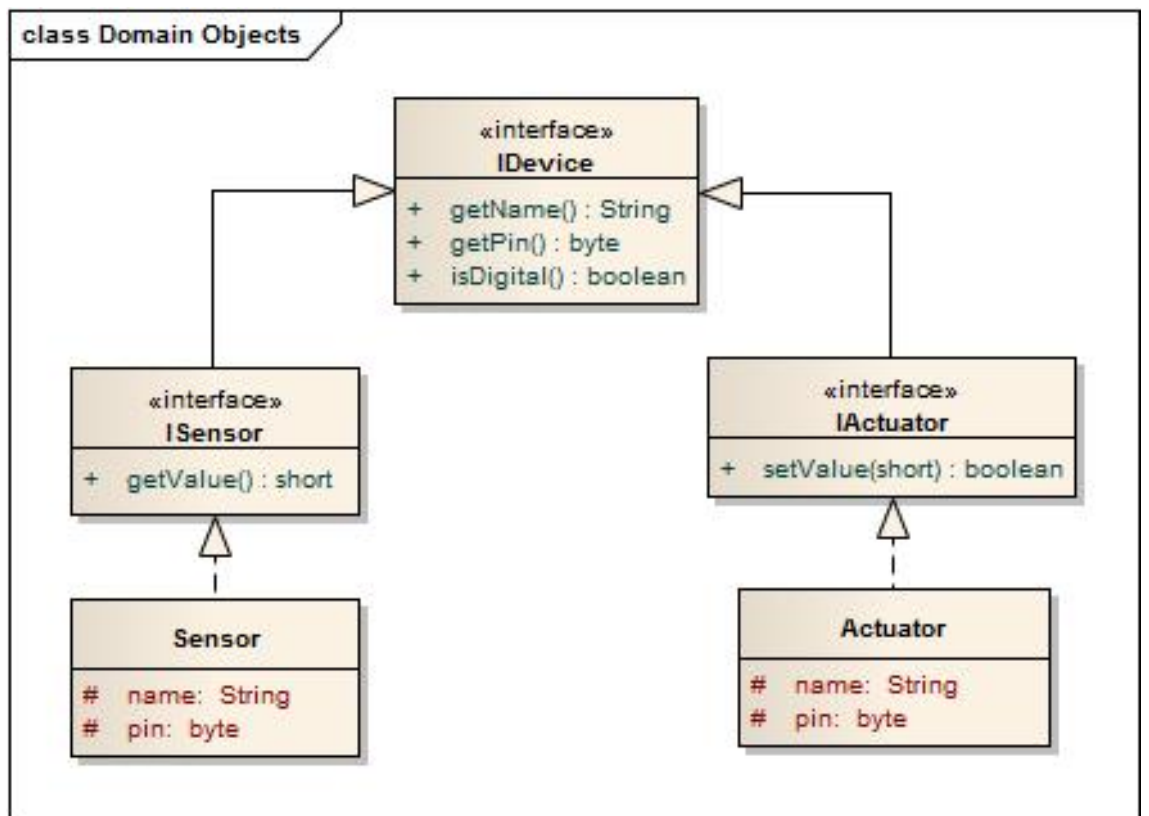 class Domain Objects
«interface»
IDevice
+ getName() : String
+ getPin() : byte
+ isDigital() : boolean
«interface»
ISensor
+ getValue() : short
«interface»
IActuator
+ setValue(short) : boolean
Sensor
# name: String
# pin: byte
Actuator
# name: String
# pin: byte